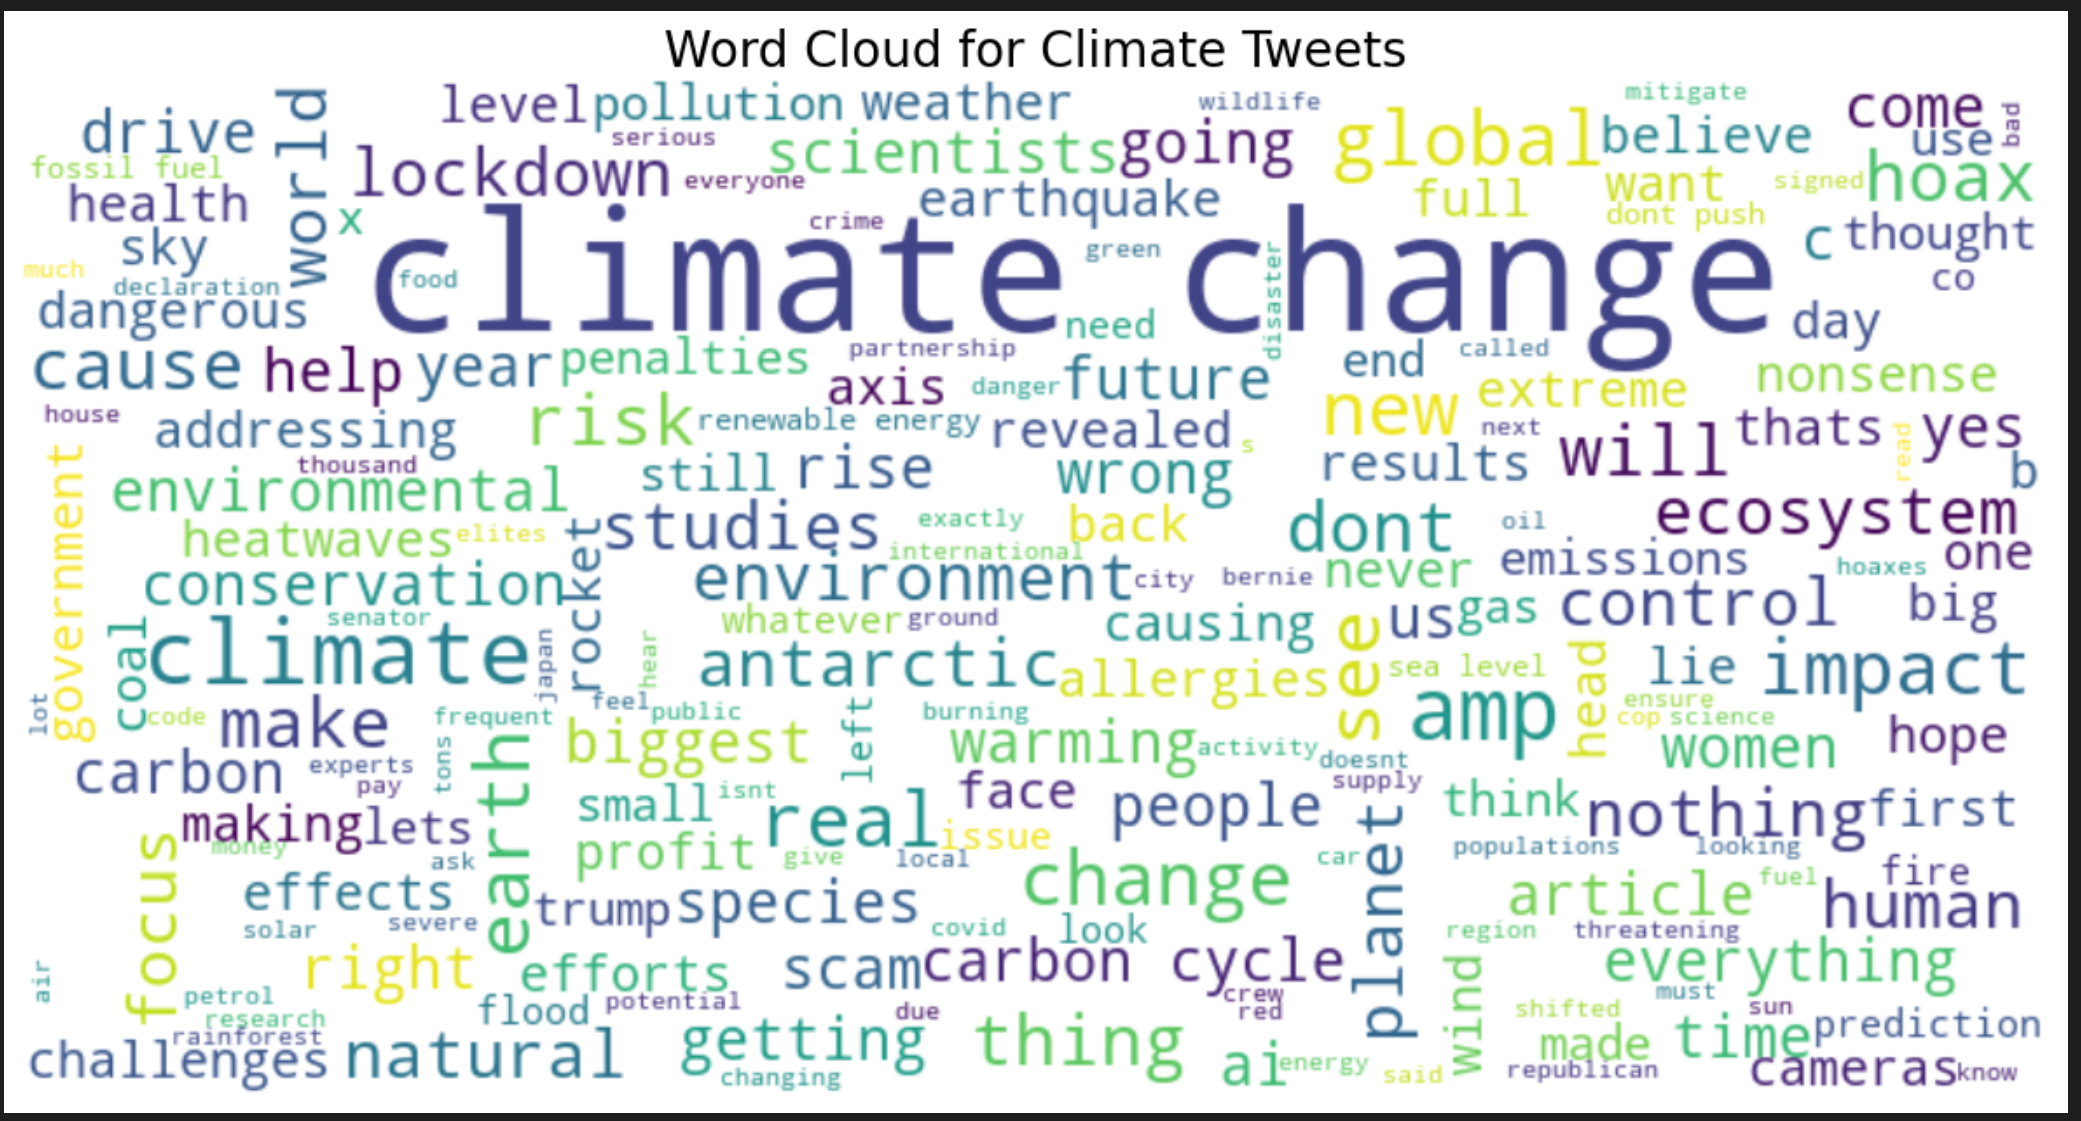 Word Cloud for Climate Tweets
drive
world
level
pollution
weather
wildlife
mitigate
come
bad
fossil fuel
serious
scientists
going
global
believe
use
health
lockdown
everyone
earthquake
full
want
signed
hoax
x
crime
dont push
sky
climate change
green
disaster
c
thought
much
food
co
declaration
dangerous
need
day
cause
help
year
penalties
partnership
future
end
called
nonsense
axis
danger
extreme
house
addressing
risk
renewable energy
revealed
s
new
next
will
thats
read
yes
government
thousand
still
rise
wrong
results
b
environmental
heatwaves
elites
rocket
studies
exactly
back
dont
oil
ecosystem
international
emissions
one
conservation
environment
city
bernie
never
hoaxes
senator
whatever
ground
causing
see
us
gas
control
big
coal
climate
japan
hear
antarctic
allergies
sea level
head
lie
impact
lot
code
make
frequent
feel
public
left
burning
amp
ensure
cop
science
hope
biggest
warming
activity
doesnt
women
carbon
experts
tons
earth
pay
supply
small
isnt
face
people
planet
think
nothing
first
making
lets
real
issue
focus
money
ask
profit
give
local
car
populations
looking
effects
change
article
fuel
fire
trump
species
human
solar
severe
covid
look
region
threatening
air
right
efforts
scam
carbon cycle
wind
everything
petrol
potential
crew
must
research
flood
due
red
shifted
sun
rainforest
challenges
natural
getting
thing
made
time
prediction
changing
ai
energy
said
republican
cameras
know